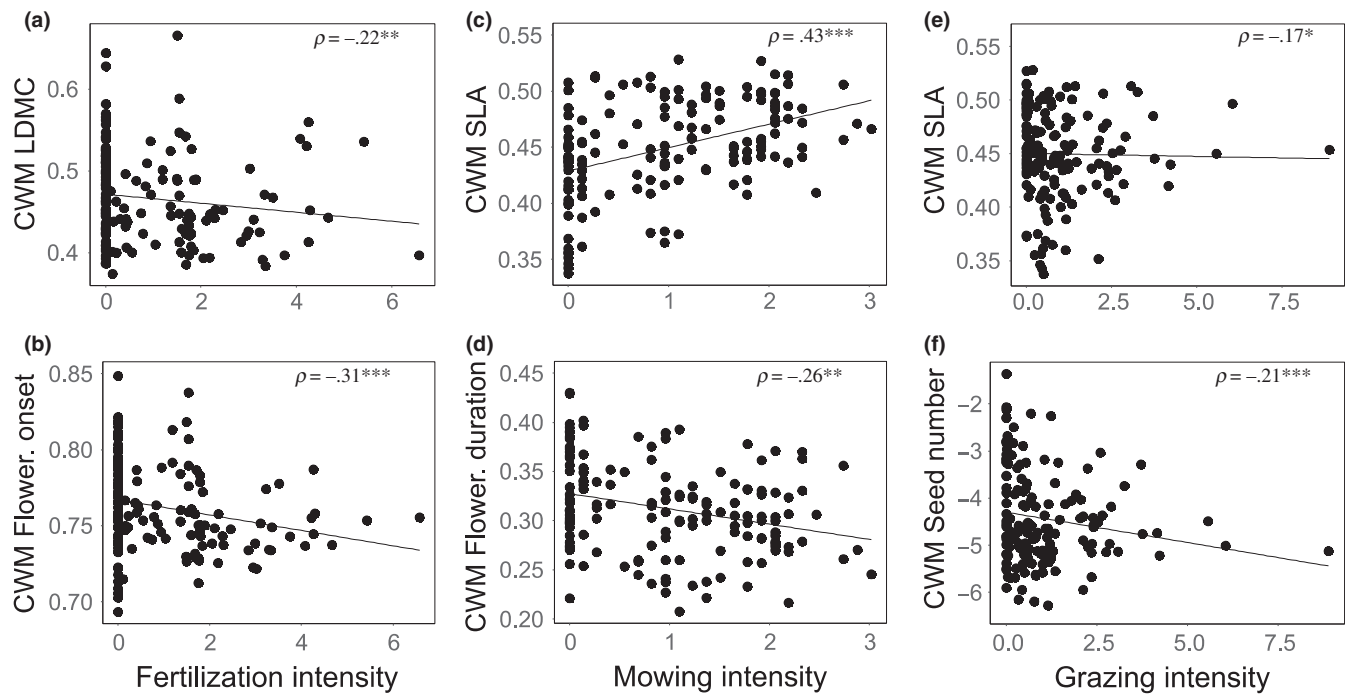 (a)
ρ = –.22**
CWM LDMC
0.6
0.5
0.4
0 2 4 6
(b)
ρ = –.31***
CWM Flower. onset
0.85
0.80
0.75
0.70
0 2 4 6
Fertilization intensity
(c)
ρ = .43***
CWM SLA
0.55
0.50
0.45
0.40
0.35
0 1 2 3
(d)
ρ = –.26**
CWM Flower. duration
0.45
0.40
0.35
0.30
0.25
0.20
0 1 2 3
Mowing intensity
(e)
ρ = –.17*
CWM SLA
0.55
0.50
0.45
0.40
0.35
0.0 2.5 5.0 7.5
(f)
ρ = –.21***
CWM Seed number
–2
–3
–4
–5
–6
0.0 2.5 5.0 7.5
Grazing intensity